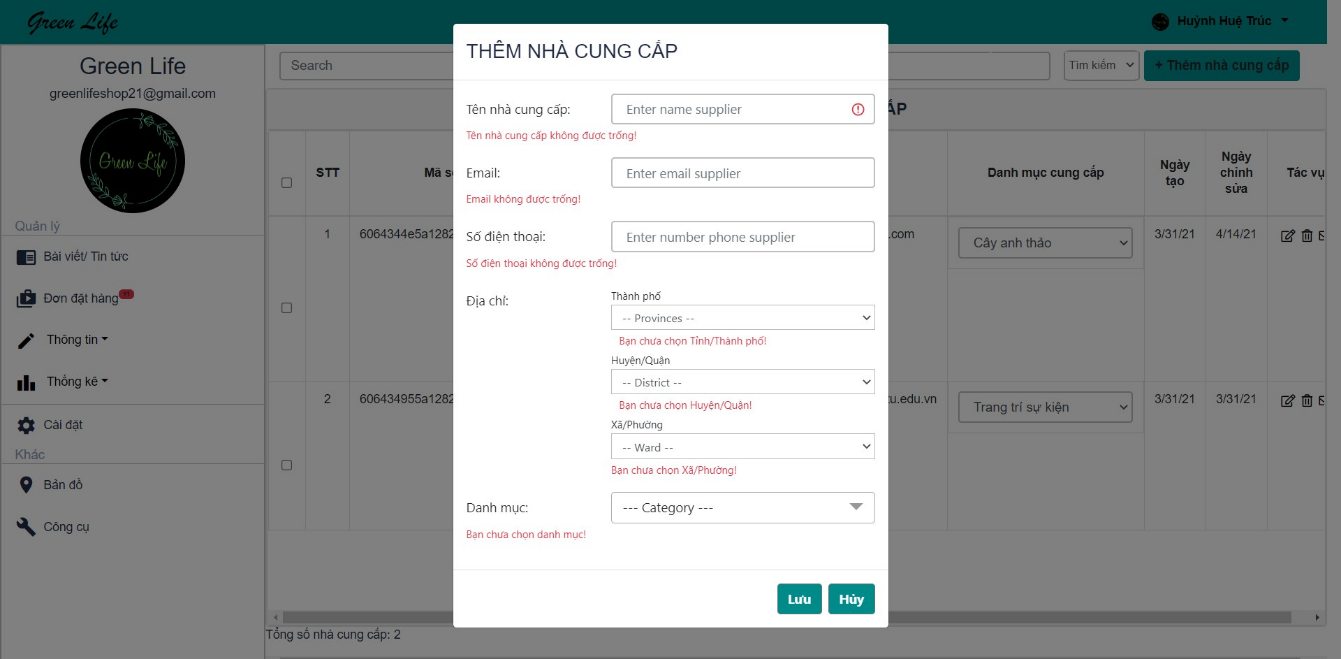 Green Life
Huỳnh Huệ Trúc
Green Life
greenlifeshop21@gmail.com
Green Life
Quản lý
Bài viết/ Tin tức
Đơn đặt hàng
Thông tin
Thống kê
Cài đặt
Khác
Bản đồ
Công cụ
Search
Tìm kiếm
+ Thêm nhà cung cấp
ẤP
STT
Mã s
Danh mục cung cấp
Ngày tạo
Ngày chỉnh sửa
Tác vụ
1
6064344e5a1282
.com
Cây anh thảo
3/31/21
4/14/21
2
606434955a1282
tu.edu.vn
Trang trí sự kiện
3/31/21
3/31/21
Tổng số nhà cung cấp: 2
THÊM NHÀ CUNG CẤP
Tên nhà cung cấp:
Enter name supplier
Tên nhà cung cấp không được trống!
Email:
Enter email supplier
Email không được trống!
Số điện thoại:
Enter number phone supplier
Số điện thoại không được trống!
Địa chỉ:
Thành phố
-- Provinces --
Bạn chưa chọn Tỉnh/Thành phố!
Huyện/Quận
-- District --
Bạn chưa chọn Huyện/Quận!
Xã/Phường
-- Ward --
Bạn chưa chọn Xã/Phường!
Danh mục:
--- Category ---
Bạn chưa chọn danh mục!
Lưu
Hủy